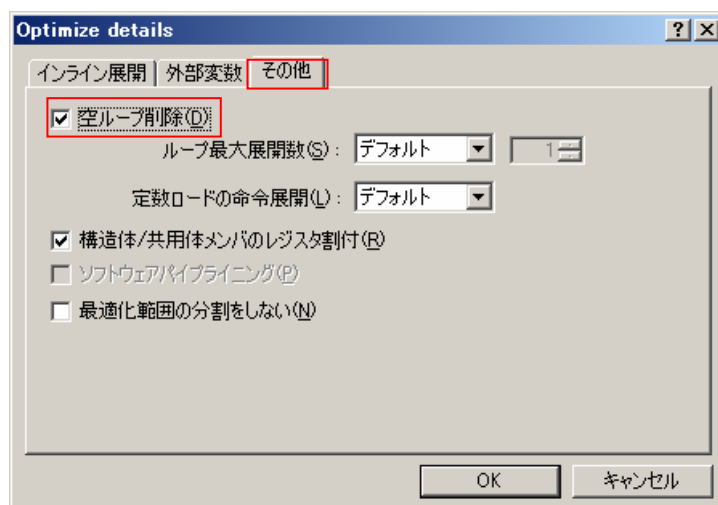 Optimize details
インライン展開 外部変数 その他
空ループ削除(D)
ループ最大展開数(S): デフォルト 1
定数ロードの命令展開(L): デフォルト
構造体/共用体メンバのレジスタ割付(R)
ソフトウェアパイプライニング(P)
最適化範囲の分割をしない(N)
OK キャンセル